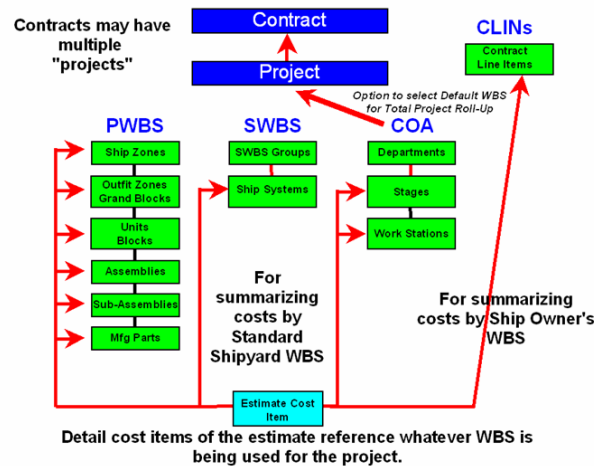 Contracts may have
multiple
"projects"
Contract
Project
CLINs
Contract
Line Items
Option to select Default WBS
for Total Project Roll-Up
PWBS
SWBS
COA
Ship Zones
Outfit Zones
Grand Blocks
Units
Blocks
Assemblies
Sub-Assemblies
Mfg Parts
SWBS Groups
Ship Systems
Departments
Stages
Work Stations
For
summarizing
costs by
Standard
Shipyard WBS
For summarizing
costs by Ship Owner's
WBS
Estimate Cost
Item
Detail cost items of the estimate reference whatever WBS is
being used for the project.